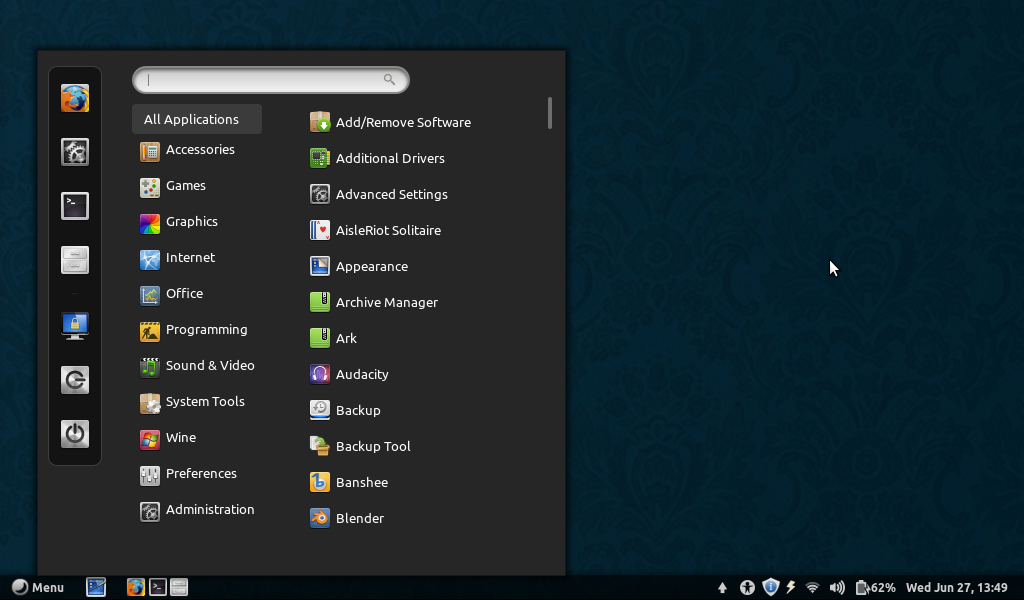 All Applications
Accessories
Games
Graphics
Internet
Office
Programming
Sound & Video
System Tools
Wine
Preferences
Administration
Add/Remove Software
Additional Drivers
Advanced Settings
AisleRiot Solitaire
Appearance
Archive Manager
Ark
Audacity
Backup
Backup Tool
Banshee
Blender
Menu
62% Wed Jun 27, 13:49